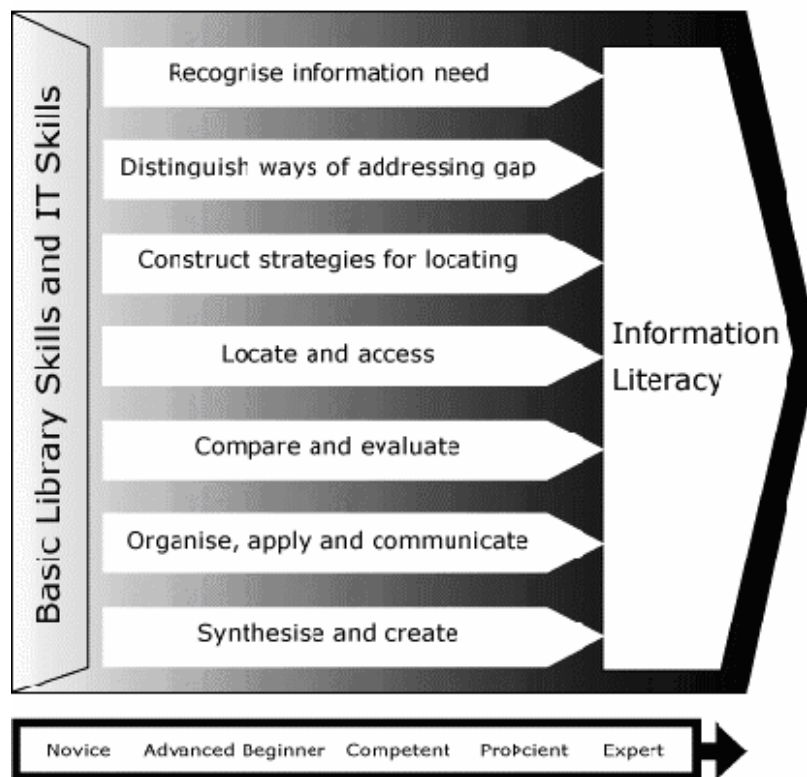 Basic Library Skills and IT Skills
Recognise information need
Distinguish ways of addressing gap
Construct strategies for locating
Locate and access
Compare and evaluate
Organise, apply and communicate
Synthesise and create
Information
Literacy
Novice Advanced Beginner Competent ProÞcient Expert